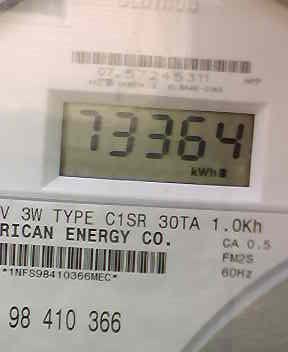 73364
kWh
V 3W TYPE C1SR 30TA 1.0Kh
RICAN ENERGY CO.
CA 0.5
FM2S
60Hz
*1NFS98410366MEC*
98 410 366